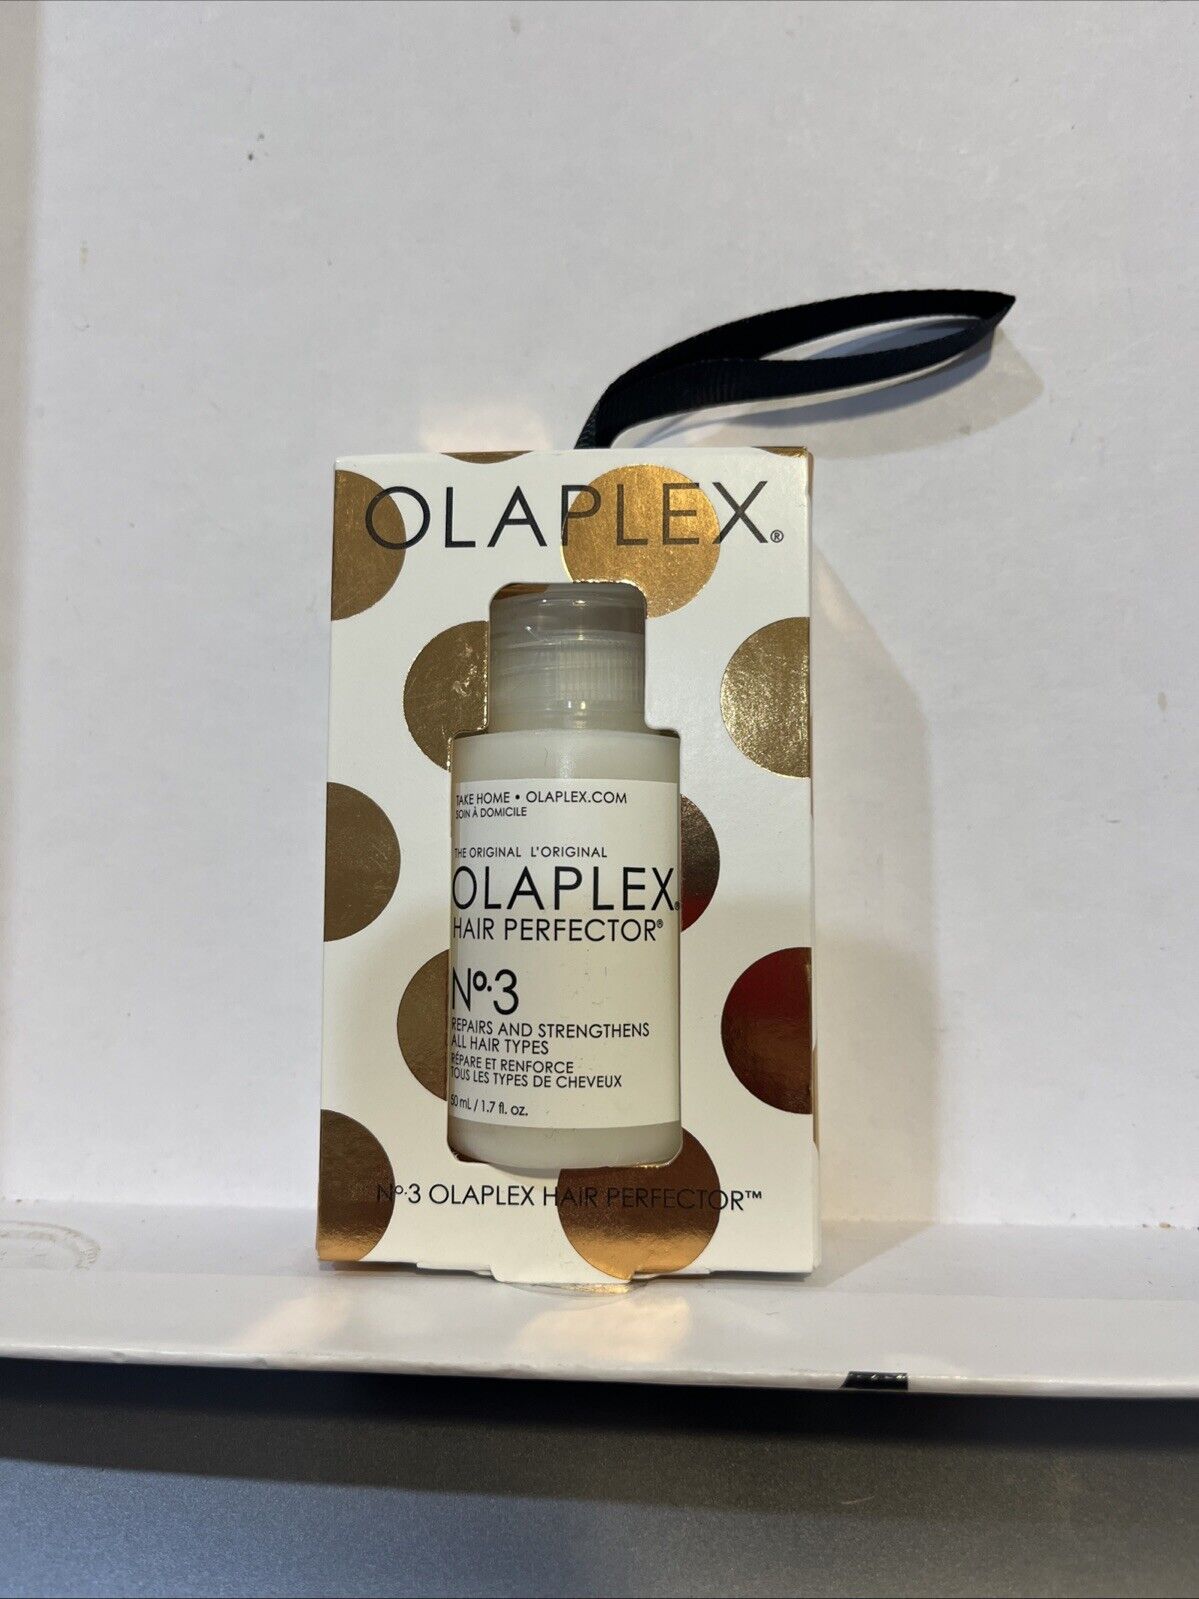 OLAPLEX®
TAKE HOME • OLAPLEX.COM
SOIN À DOMICILE
THE ORIGINAL L'ORIGINAL
OLAPLEX®
HAIR PERFECTOR®
Nº.3
REPAIRS AND STRENGTHENS
ALL HAIR TYPES
RÉPARE ET RENFORCE
TOUS LES TYPES DE CHEVEUX
50 mL / 1.7 fl. oz.
Nº.3 OLAPLEX HAIR PERFECTOR™